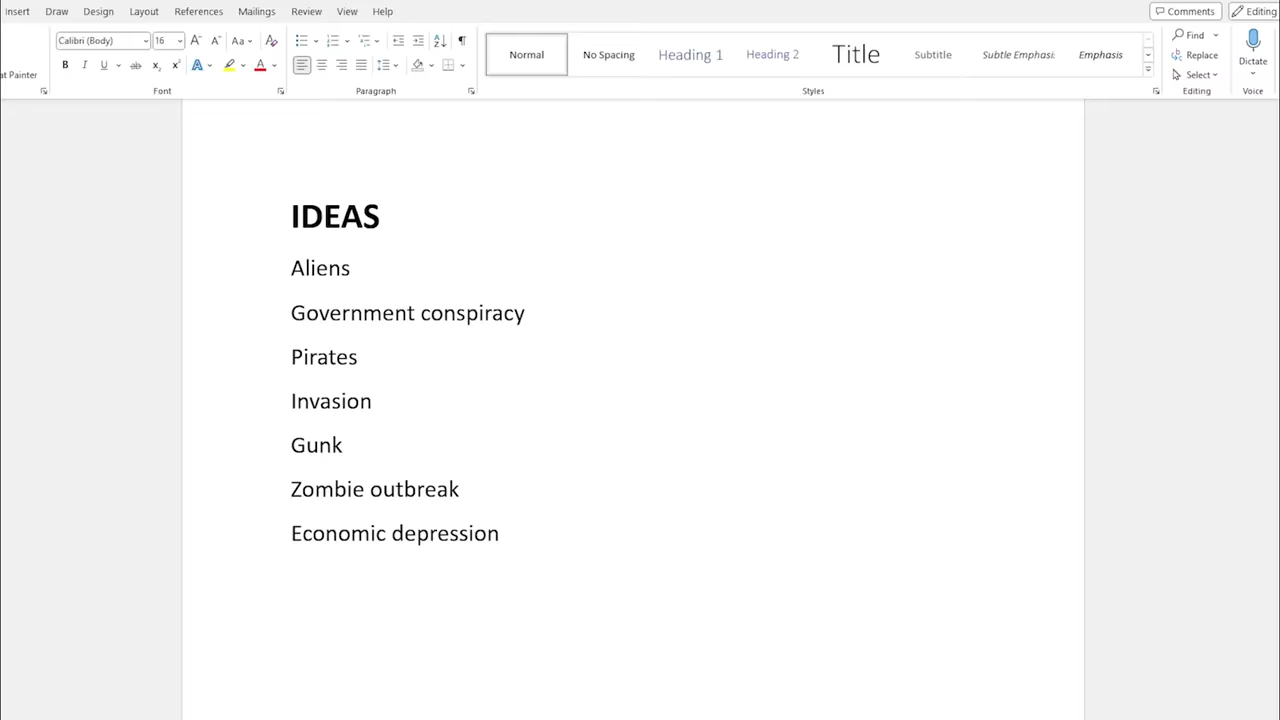 Insert Draw Design Layout References Mailings Review View Help Comments Editing
Calibri (Body) 16 Aa Normal No Spacing Heading 1 Heading 2 Title Subtitle Subtle Emphasis Emphasis Find Replace Select Dictate
at Painter
Font Paragraph Styles Editing Voice
IDEAS
Aliens
Government conspiracy
Pirates
Invasion
Gunk
Zombie outbreak
Economic depression